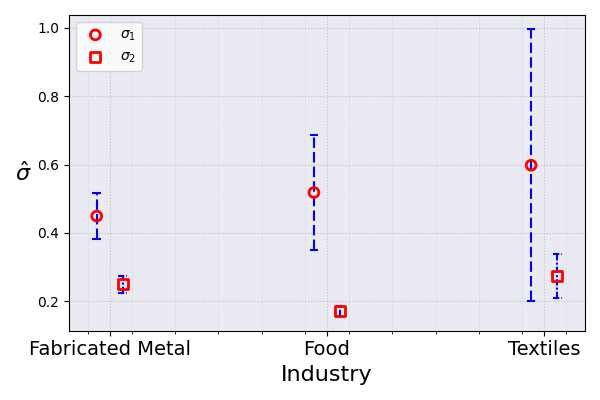 σ₁
σ₂
1.0
0.8
0.6
0.4
0.2
σ̂
Fabricated Metal Food Textiles
Industry